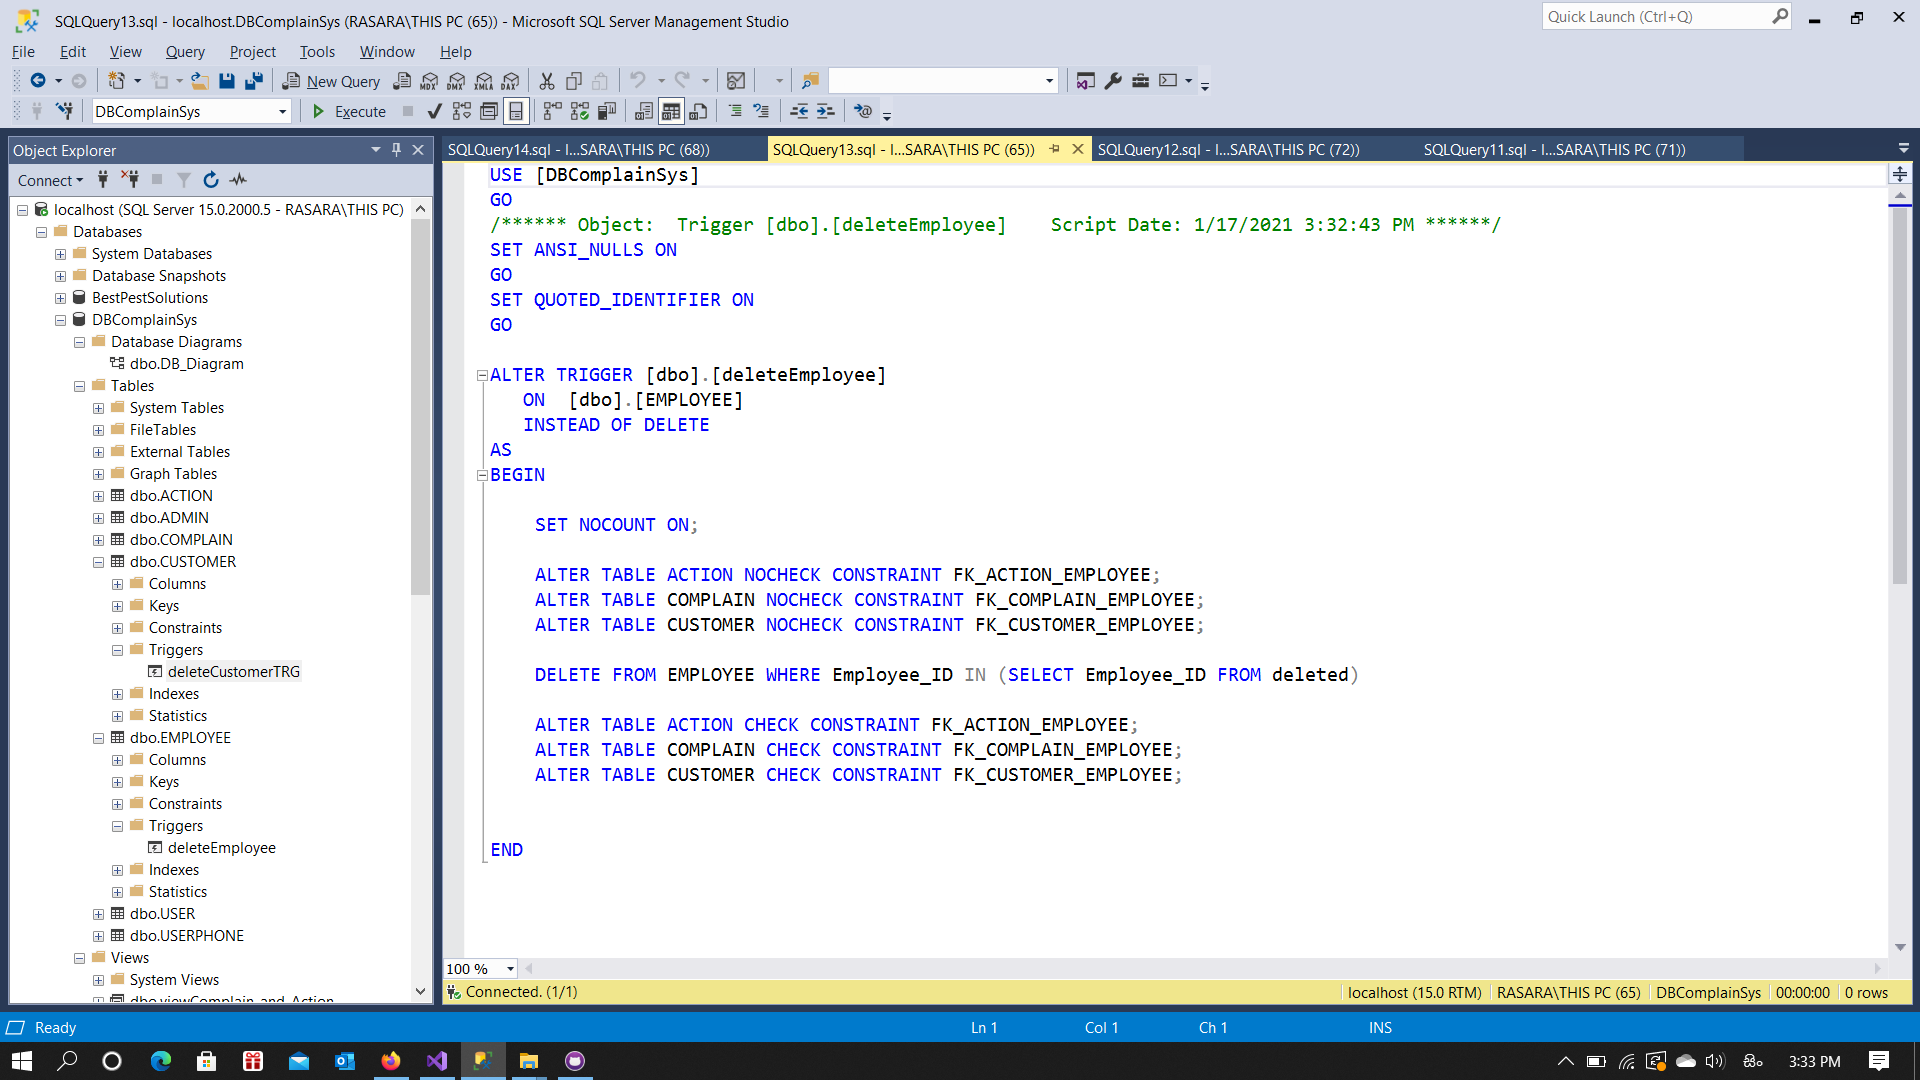 SQLQuery13.sql - localhost.DBComplainSys (RASARA\THIS PC (65)) - Microsoft SQL Server Management Studio
Quick Launch (Ctrl+Q)
File Edit View Query Project Tools Window Help
New Query
MDX DMX XMLA DAX
DBComplainSys
Execute
Object Explorer
Connect
localhost (SQL Server 15.0.2000.5 - RASARA\THIS PC)
Databases
System Databases
Database Snapshots
BestPestSolutions
DBComplainSys
Database Diagrams
dbo.DB_Diagram
Tables
System Tables
FileTables
External Tables
Graph Tables
dbo.ACTION
dbo.ADMIN
dbo.COMPLAIN
dbo.CUSTOMER
Columns
Keys
Constraints
Triggers
deleteCustomerTRG
Indexes
Statistics
dbo.EMPLOYEE
Columns
Keys
Constraints
Triggers
deleteEmployee
Indexes
Statistics
dbo.USER
dbo.USERPHONE
Views
System Views
dbo.viewComplain_and_Action
SQLQuery14.sql - l...SARA\THIS PC (68))
SQLQuery13.sql - l...SARA\THIS PC (65))
SQLQuery12.sql - l...SARA\THIS PC (72))
SQLQuery11.sql - l...SARA\THIS PC (71))
USE [DBComplainSys]
GO
/****** Object:  Trigger [dbo].[deleteEmployee]    Script Date: 1/17/2021 3:32:43 PM ******/
SET ANSI_NULLS ON
GO
SET QUOTED_IDENTIFIER ON
GO
ALTER TRIGGER [dbo].[deleteEmployee]
ON  [dbo].[EMPLOYEE]
INSTEAD OF DELETE
AS
BEGIN
SET NOCOUNT ON;
ALTER TABLE ACTION NOCHECK CONSTRAINT FK_ACTION_EMPLOYEE;
ALTER TABLE COMPLAIN NOCHECK CONSTRAINT FK_COMPLAIN_EMPLOYEE;
ALTER TABLE CUSTOMER NOCHECK CONSTRAINT FK_CUSTOMER_EMPLOYEE;
DELETE FROM EMPLOYEE WHERE Employee_ID IN (SELECT Employee_ID FROM deleted)
ALTER TABLE ACTION CHECK CONSTRAINT FK_ACTION_EMPLOYEE;
ALTER TABLE COMPLAIN CHECK CONSTRAINT FK_COMPLAIN_EMPLOYEE;
ALTER TABLE CUSTOMER CHECK CONSTRAINT FK_CUSTOMER_EMPLOYEE;
END
100 %
Connected. (1/1)
localhost (15.0 RTM) RASARA\THIS PC (65) DBComplainSys 00:00:00 0 rows
Ready
Ln 1 Col 1 Ch 1 INS
3:33 PM